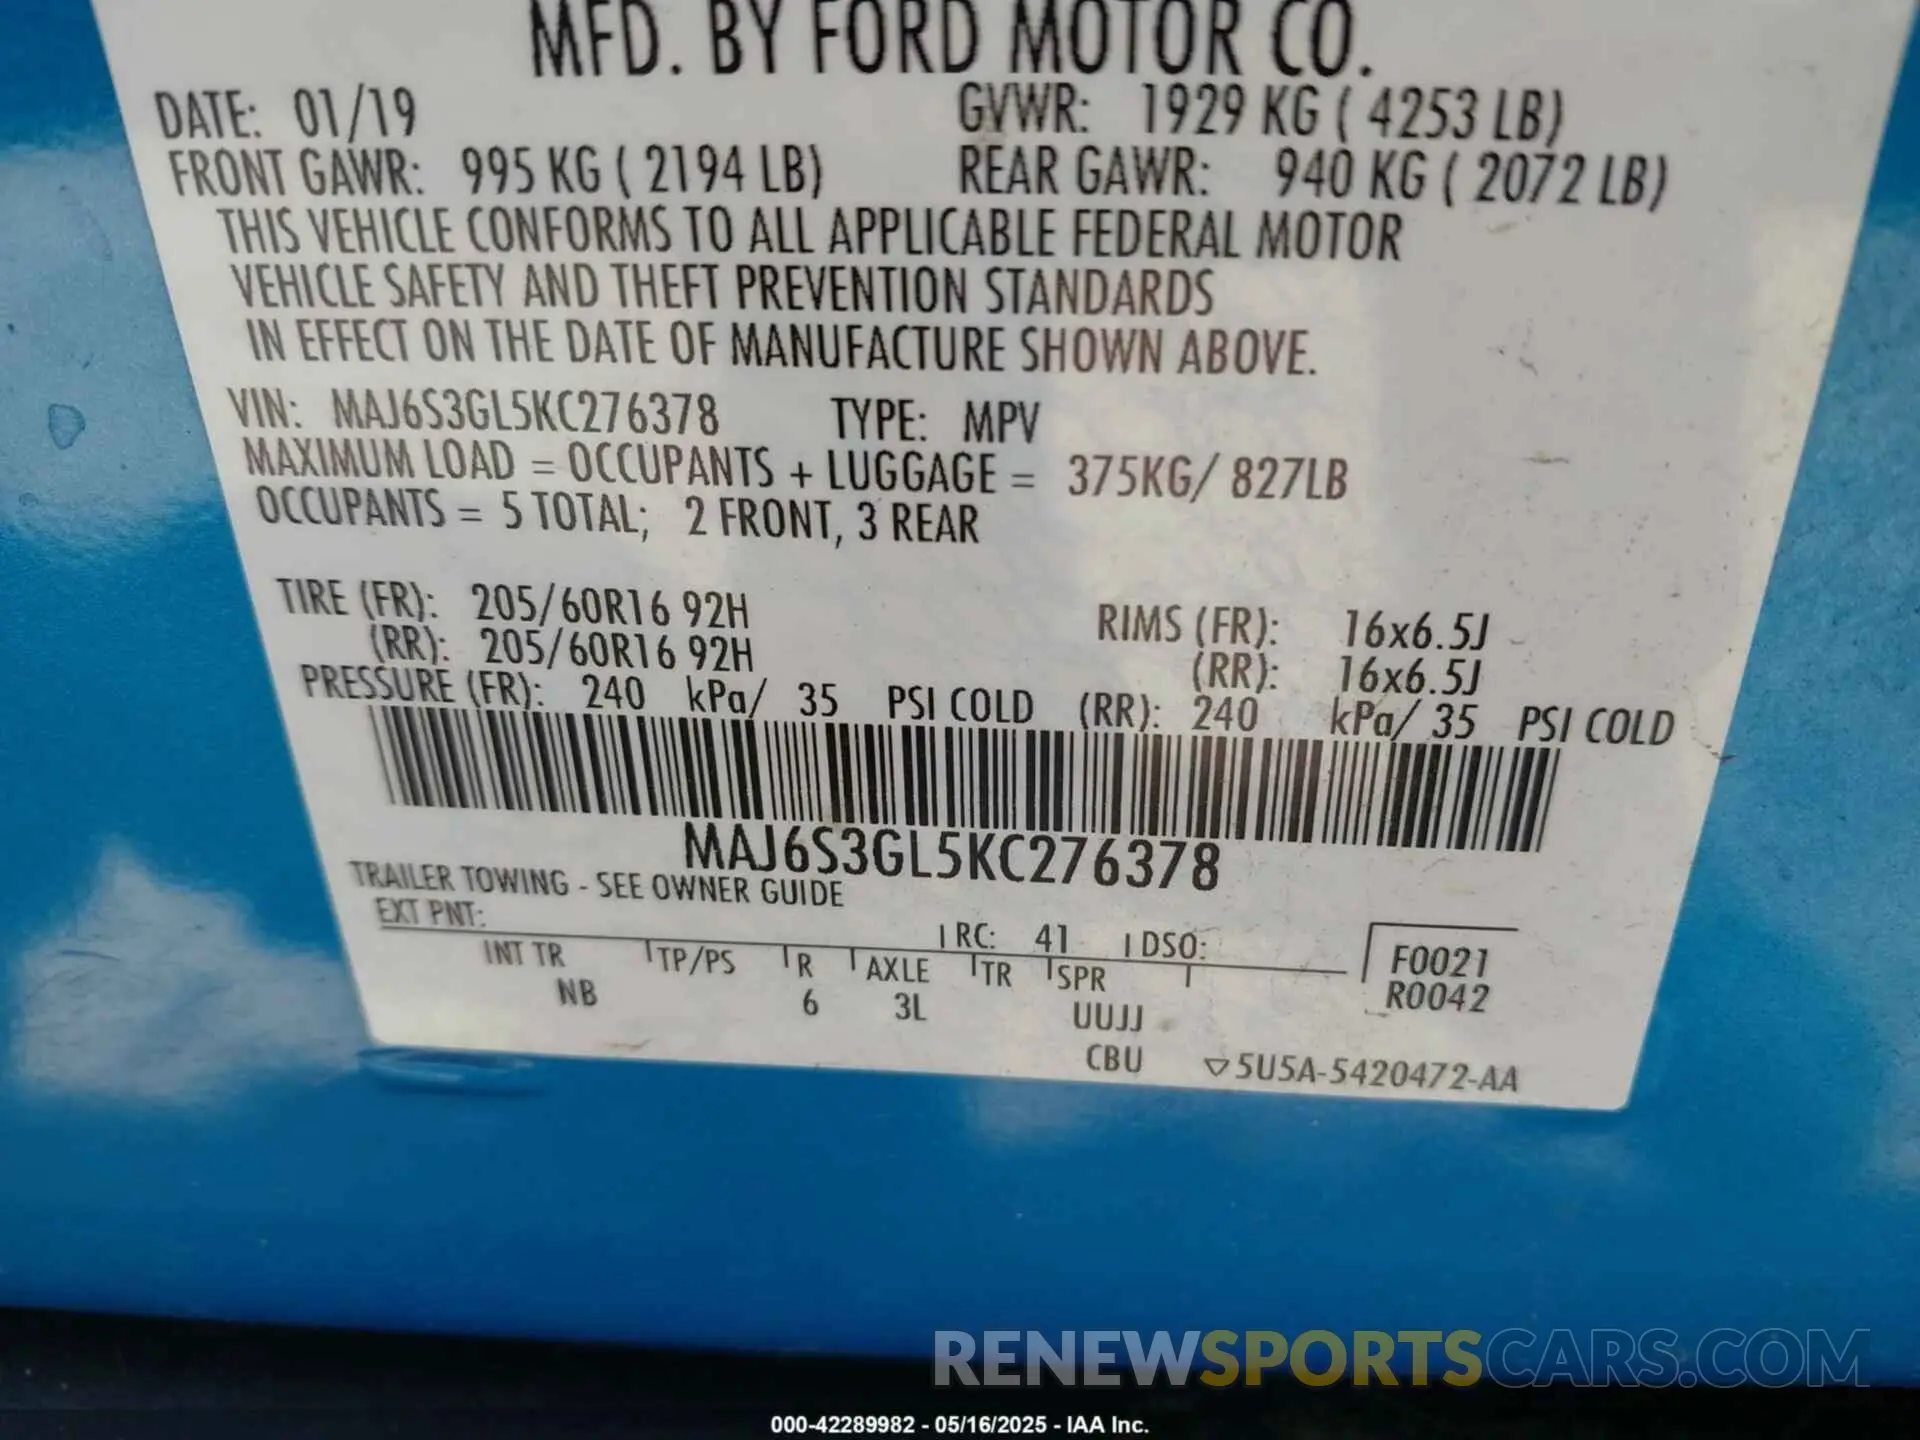 MFD. BY FORD MOTOR CO.
DATE: 01/19 GVWR: 1929 KG ( 4253 LB)
FRONT GAWR: 995 KG ( 2194 LB) REAR GAWR: 940 KG ( 2072 LB)
THIS VEHICLE CONFORMS TO ALL APPLICABLE FEDERAL MOTOR
VEHICLE SAFETY AND THEFT PREVENTION STANDARDS
IN EFFECT ON THE DATE OF MANUFACTURE SHOWN ABOVE.
VIN: MAJ6S3GL5KC276378 TYPE: MPV
MAXIMUM LOAD = OCCUPANTS + LUGGAGE = 375KG/ 827LB
OCCUPANTS = 5 TOTAL; 2 FRONT, 3 REAR
TIRE (FR): 205/60R16 92H RIMS (FR): 16x6.5J
(RR): 205/60R16 92H (RR): 16x6.5J
PRESSURE (FR): 240 kPa/ 35 PSI COLD (RR): 240 kPa/ 35 PSI COLD
MAJ6S3GL5KC276378
TRAILER TOWING - SEE OWNER GUIDE
EXT PNT: RC: 41 DSO: F0021
INT TR TP/PS R AXLE TR SPR R0042
NB 6 3L UUJJ
CBU ▽5U5A-5420472-AA
RENEWSPORTSCARS.COM
000-42289982 - 05/16/2025 - IAA Inc.